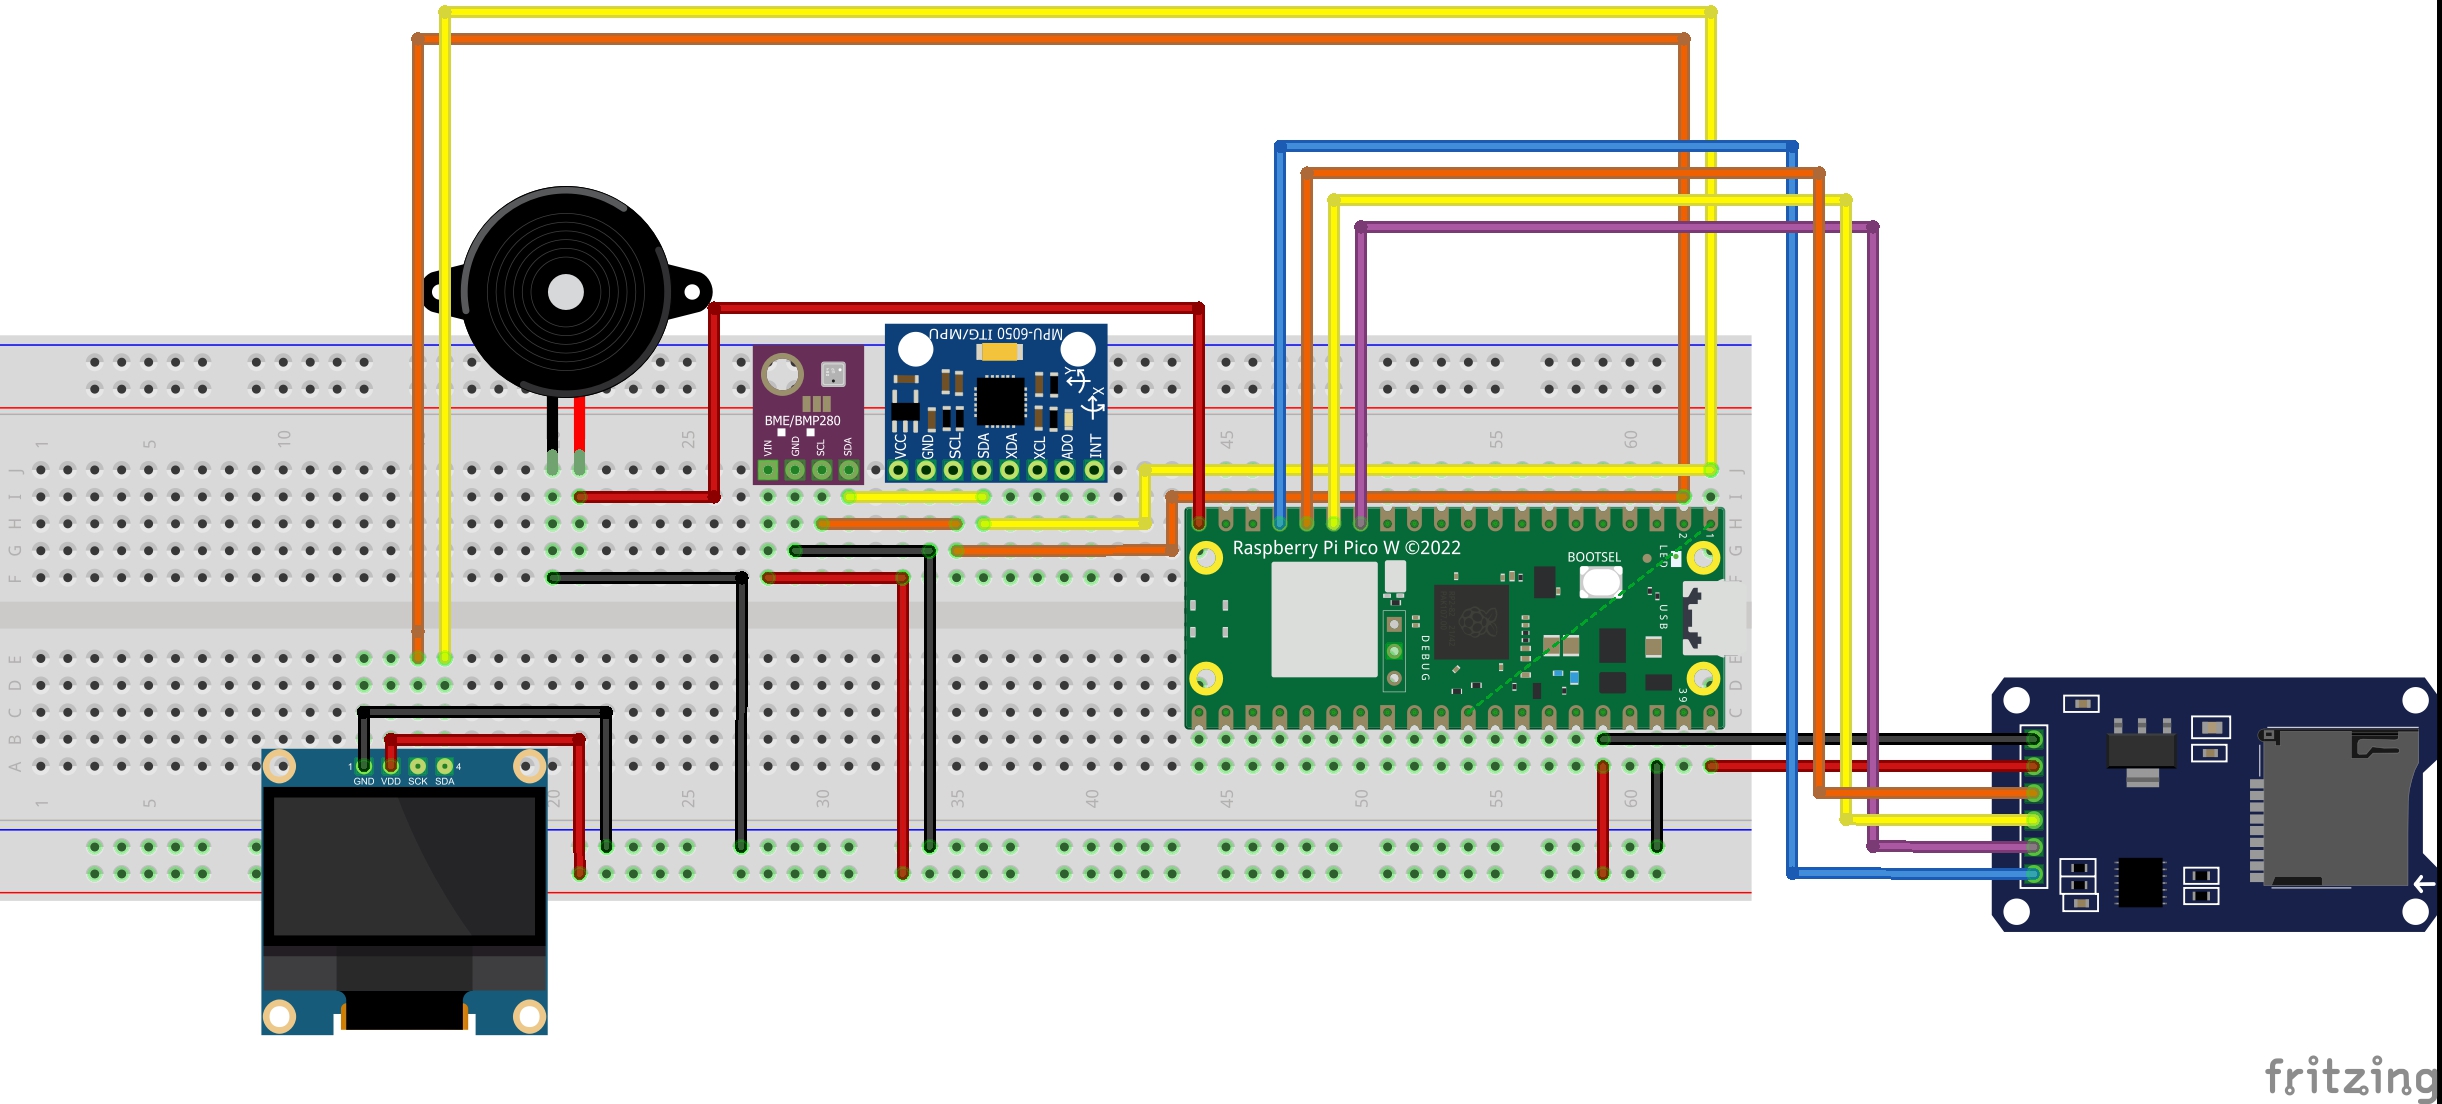 MPU-6050 ITG/MPU
Y
X
BME/BMP280
VIN GND SCL SDA
VCC GND SCL SDA XDA XCL ADO INT
1 5 10 25 45 55 60
J J
I I
H H
G G
F F
E E
D D
C C
B
A
Raspberry Pi Pico W ©2022
BOOTSEL
LED
2 1
USB
DEBUG
39
1 4
GND VDD SCK SDA
1 5 20 25 30 35 40 45 50 55 60
fritzing